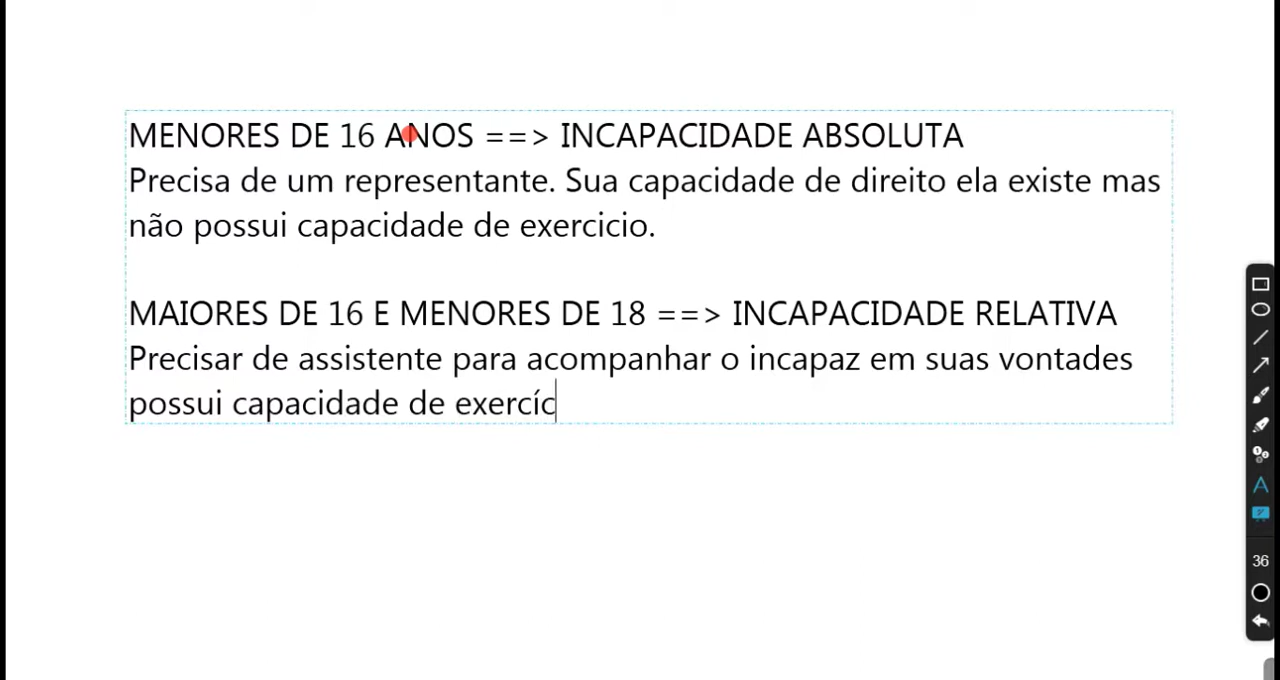 MENORES DE 16 ANOS ==> INCAPACIDADE ABSOLUTA
Precisa de um representante. Sua capacidade de direito ela existe mas
não possui capacidade de exercicio.
MAIORES DE 16 E MENORES DE 18 ==> INCAPACIDADE RELATIVA
Precisar de assistente para acompanhar o incapaz em suas vontades
possui capacidade de exercíc
36